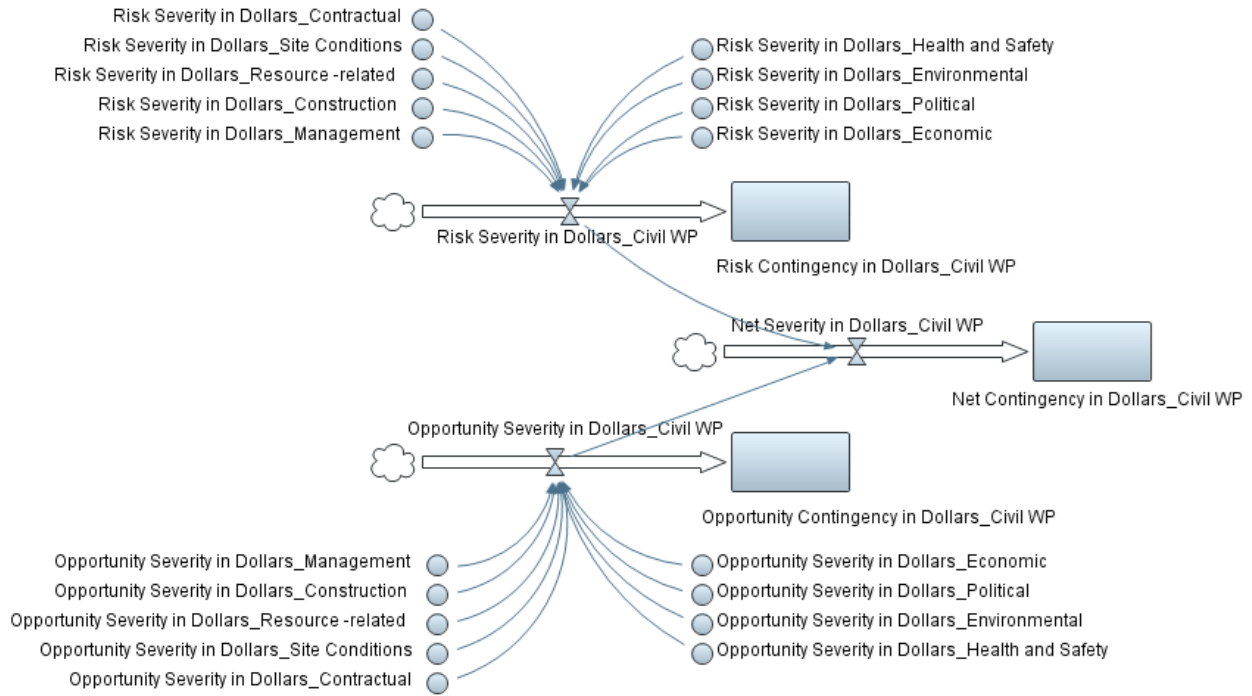 Risk Severity in Dollars_Contractual
Risk Severity in Dollars_Site Conditions
Risk Severity in Dollars_Resource -related
Risk Severity in Dollars_Construction
Risk Severity in Dollars_Management
Risk Severity in Dollars_Health and Safety
Risk Severity in Dollars_Environmental
Risk Severity in Dollars_Political
Risk Severity in Dollars_Economic
Risk Severity in Dollars_Civil WP
Risk Contingency in Dollars_Civil WP
Net Severity in Dollars_Civil WP
Net Contingency in Dollars_Civil WP
Opportunity Severity in Dollars_Civil WP
Opportunity Contingency in Dollars_Civil WP
Opportunity Severity in Dollars_Management
Opportunity Severity in Dollars_Construction
Opportunity Severity in Dollars_Resource -related
Opportunity Severity in Dollars_Site Conditions
Opportunity Severity in Dollars_Contractual
Opportunity Severity in Dollars_Economic
Opportunity Severity in Dollars_Political
Opportunity Severity in Dollars_Environmental
Opportunity Severity in Dollars_Health and Safety